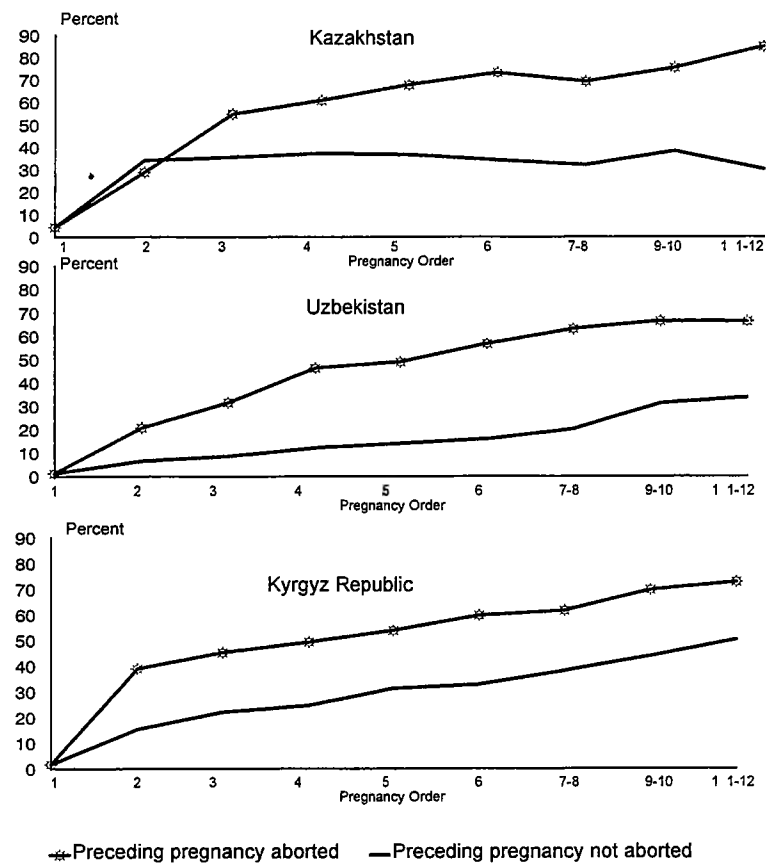 Percent
Kazakhstan
90
80
70
60
50
40
30
20
10
0
1 2 3 4 5 6 7-8 9-10 1 1-12
Pregnancy Order
Percent
Uzbekistan
90
80
70
60
50
40
30
20
10
0
1 2 3 4 5 6 7-8 9-10 1 1-12
Pregnancy Order
Percent
Kyrgyz Republic
90
80
70
60
50
40
30
20
10
0
1 2 3 4 5 6 7-8 9-10 1 1-12
Pregnancy Order
Preceding pregnancy aborted Preceding pregnancy not aborted